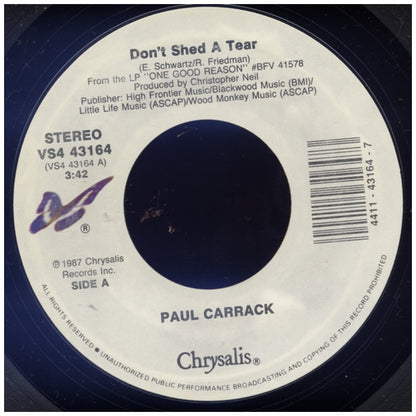 Don't Shed A Tear
(E. Schwartz/R. Friedman)
From the LP "ONE GOOD REASON" #BFV 41578
Produced by Christopher Neil
Publisher: High Frontier Music/Blackwood Music (BMI)/
Little Life Music (ASCAP)/Wood Monkey Music (ASCAP)
STEREO
VS4 43164
(VS4 43164 A)
3:42
®
℗ 1987 Chrysalis
Records Inc.
SIDE A
4411 - 43164 - 7
PAUL CARRACK
Chrysalis®
ALL RIGHTS RESERVED • UNAUTHORIZED PUBLIC PERFORMANCE BROADCASTING AND COPYING OF THIS RECORD PROHIBITED